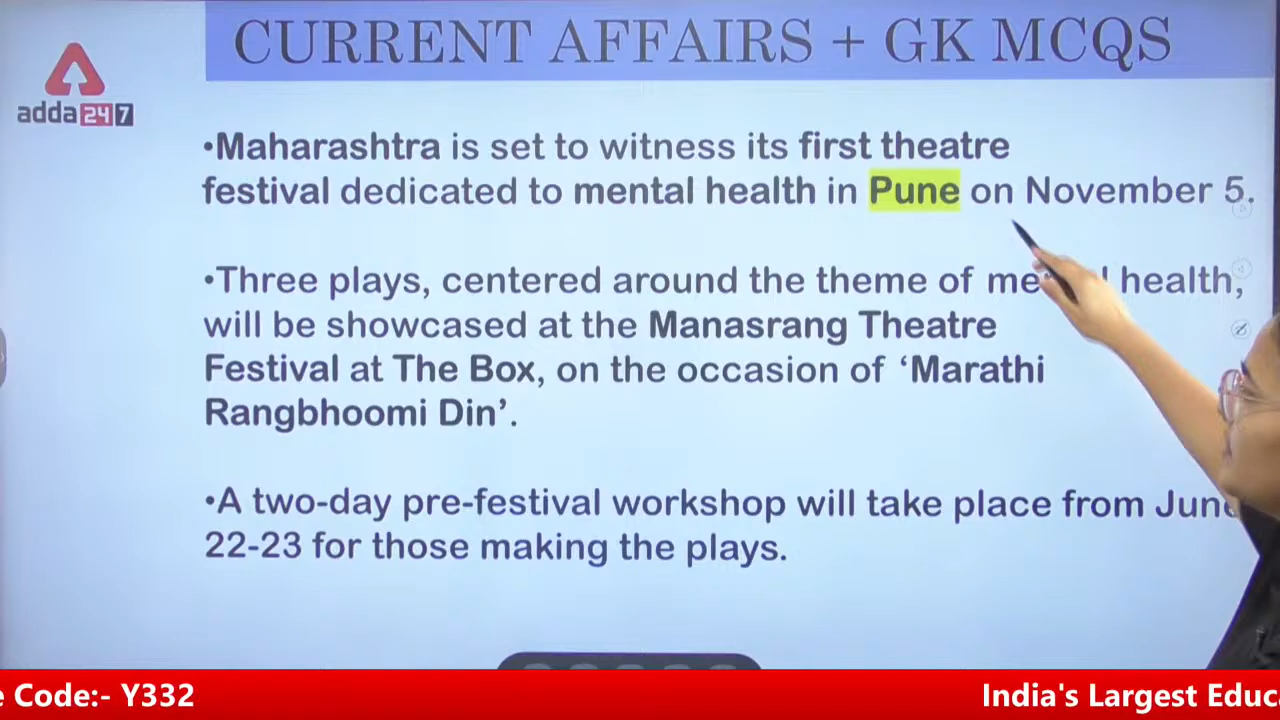 CURRENT AFFAIRS + GK MCQS
adda247
•Maharashtra is set to witness its first theatre
festival dedicated to mental health in Pune on November 5.
•Three plays, centered around the theme of health,
will be showcased at the Manasrang Theatre
Festival at The Box, on the occasion of ‘Marathi
Rangbhoomi Din’.
•A two-day pre-festival workshop will take place from June
22-23 for those making the plays.
e Code:- Y332
India's Largest Educ